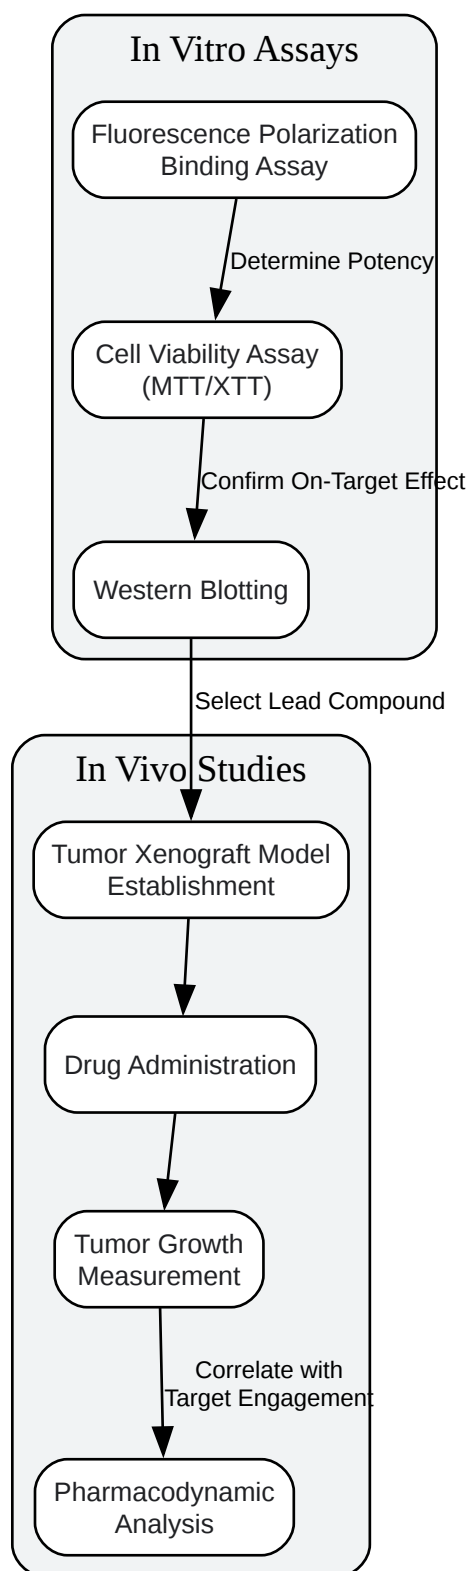 In Vitro Assays
Fluorescence Polarization
Binding Assay
Determine Potency
Cell Viability Assay
(MTT/XTT)
Confirm On-Target Effect
Western Blotting
Select Lead Compound
In Vivo Studies
Tumor Xenograft Model
Establishment
Drug Administration
Tumor Growth
Measurement
Correlate with
Target Engagement
Pharmacodynamic
Analysis